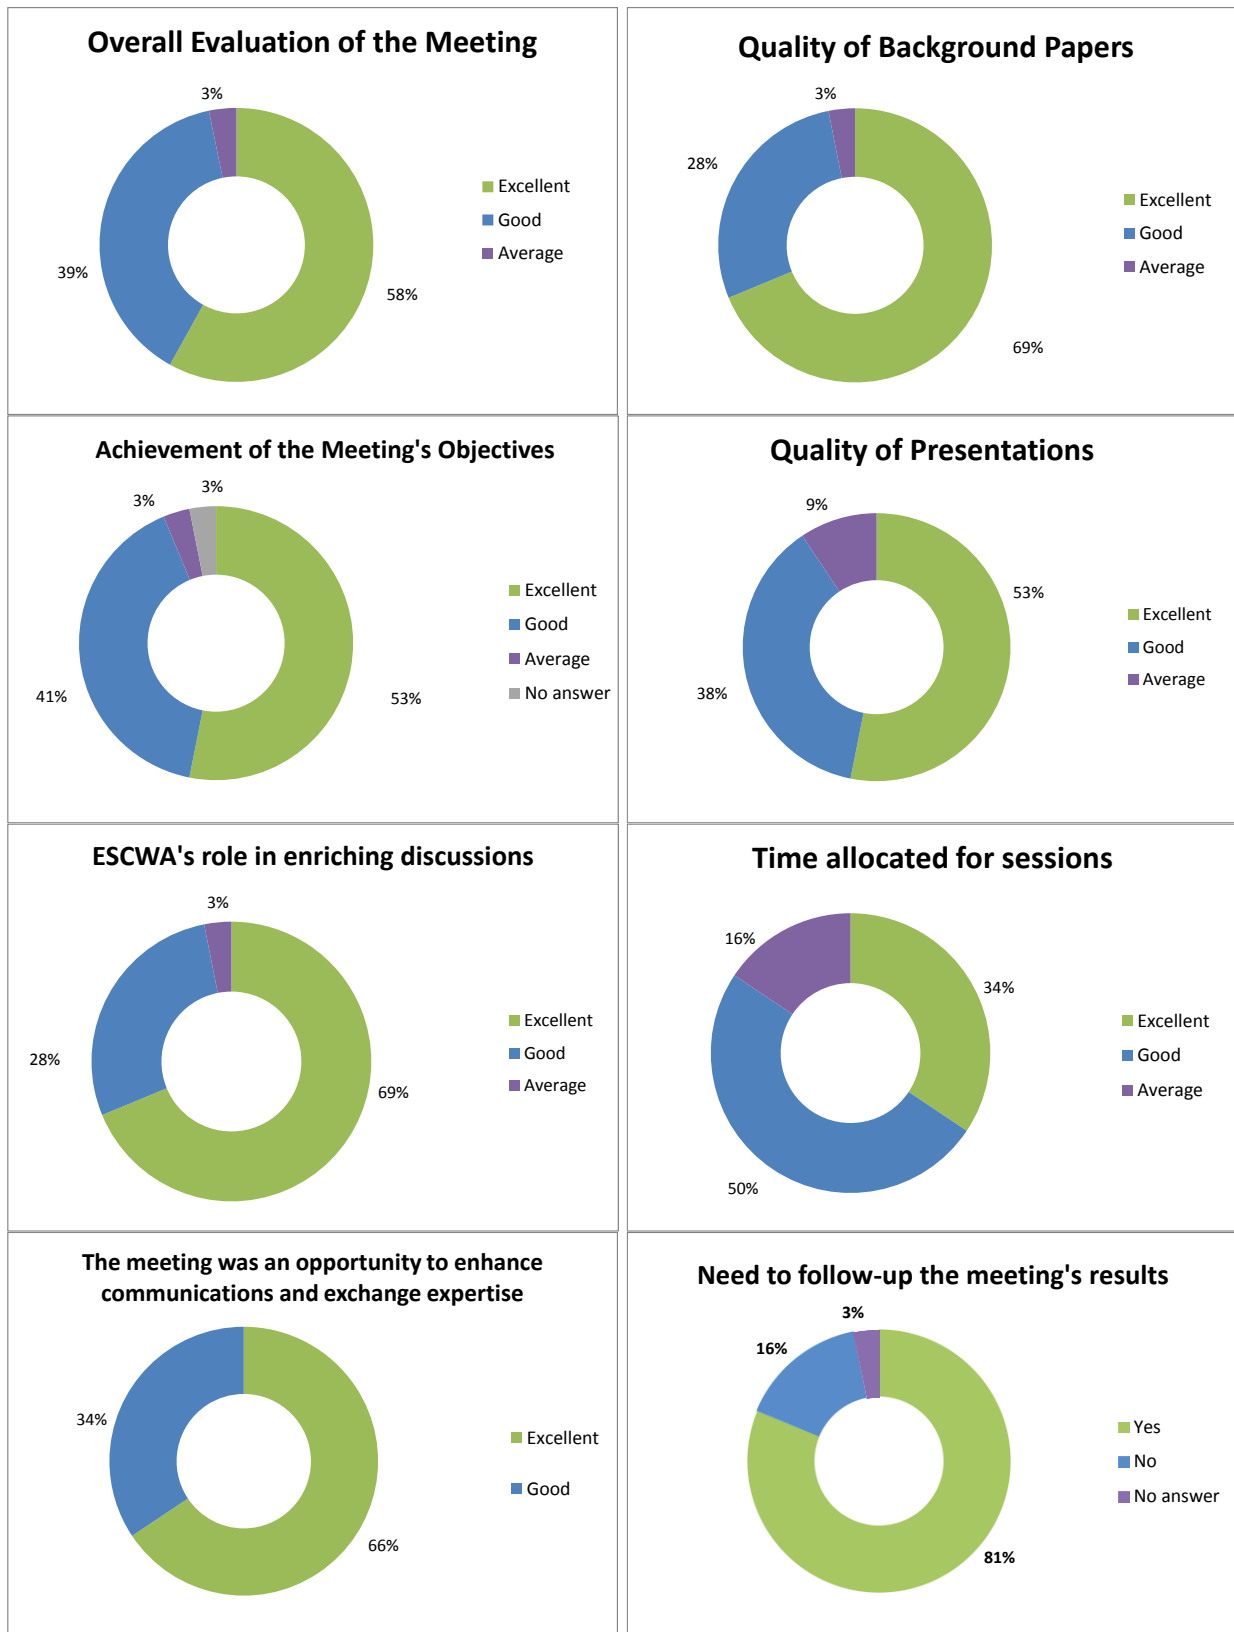 Overall Evaluation of the Meeting
3%
39%
58%
Excellent
Good
Average
Quality of Background Papers
3%
28%
69%
Excellent
Good
Average
Achievement of the Meeting's Objectives
3%
3%
41%
53%
Excellent
Good
Average
No answer
Quality of Presentations
9%
53%
38%
Excellent
Good
Average
ESCWA's role in enriching discussions
3%
28%
69%
Excellent
Good
Average
Time allocated for sessions
16%
34%
50%
Excellent
Good
Average
The meeting was an opportunity to enhance
communications and exchange expertise
34%
66%
Excellent
Good
Need to follow-up the meeting's results
3%
16%
81%
Yes
No
No answer